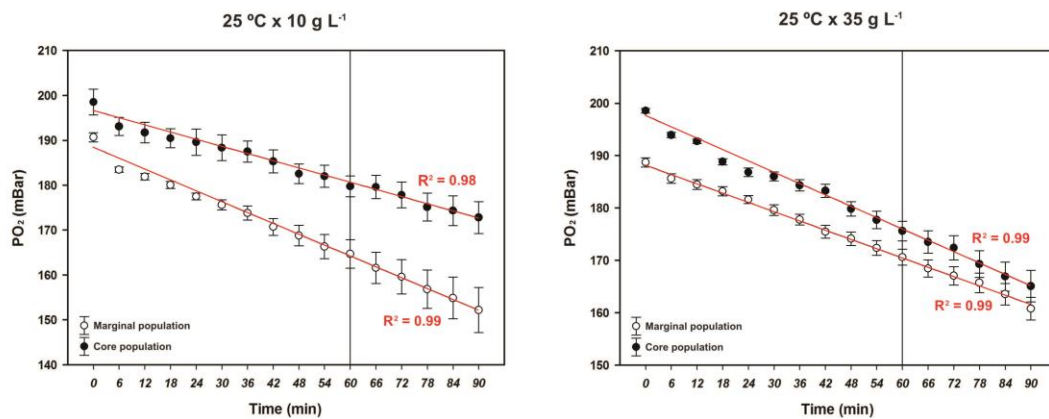 25 ºC x 10 g L⁻¹
210
200
190
180
170
160
150
140
PO₂ (mBar)
R² = 0.98
R² = 0.99
Marginal population
Core population
0 6 12 18 24 30 36 42 48 54 60 66 72 78 84 90
Time (min)
25 ºC x 35 g L⁻¹
210
200
190
180
170
160
150
PO₂ (mBar)
R² = 0.99
R² = 0.99
Marginal population
Core population
0 6 12 18 24 30 36 42 48 54 60 66 72 78 84 90
Time (min)